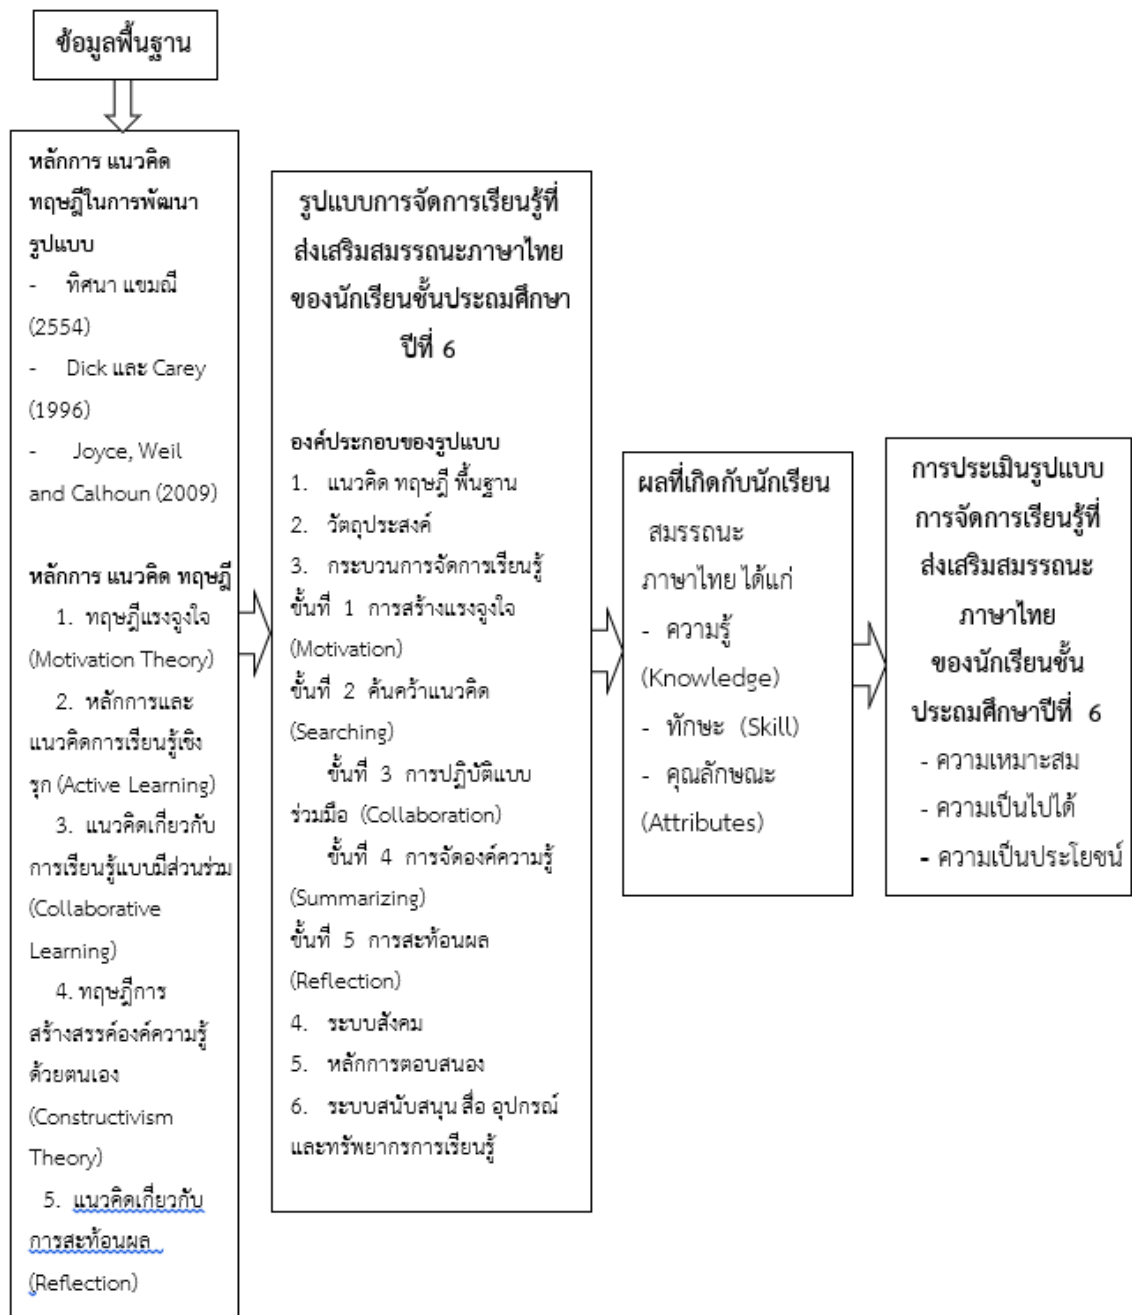 ข้อมูลพื้นฐาน
หลักการ แนวคิด
ทฤษฎีในการพัฒนา
รูปแบบ
- ทิศนา แขมณี
(2554)
- Dick และ Carey
(1996)
- Joyce, Weil
and Calhoun (2009)
หลักการ แนวคิด ทฤษฎี
1. ทฤษฎีแรงจูงใจ
(Motivation Theory)
2. หลักการและ
แนวคิดการเรียนรู้เชิง
รุก (Active Learning)
3. แนวคิดเกี่ยวกับ
การเรียนรู้แบบมีส่วนร่วม
(Collaborative
Learning)
4. ทฤษฎีการ
สร้างสรรค์องค์ความรู้
ด้วยตนเอง
(Constructivism
Theory)
5. แนวคิดเกี่ยวกับ
การสะท้อนผล
(Reflection)
รูปแบบการจัดการเรียนรู้ที่
ส่งเสริมสมรรถนะภาษาไทย
ของนักเรียนชั้นประถมศึกษา
ปีที่ 6
องค์ประกอบของรูปแบบ
1. แนวคิด ทฤษฎี พื้นฐาน
2. วัตถุประสงค์
3. กระบวนการจัดการเรียนรู้
ขั้นที่ 1 การสร้างแรงจูงใจ
(Motivation)
ขั้นที่ 2 ค้นคว้าแนวคิด
(Searching)
ขั้นที่ 3 การปฏิบัติแบบ
ร่วมมือ (Collaboration)
ขั้นที่ 4 การจัดองค์ความรู้
(Summarizing)
ขั้นที่ 5 การสะท้อนผล
(Reflection)
4. ระบบสังคม
5. หลักการตอบสนอง
6. ระบบสนับสนุน สื่อ อุปกรณ์
และทรัพยากรการเรียนรู้
ผลที่เกิดกับนักเรียน
สมรรถนะ
ภาษาไทย ได้แก่
- ความรู้
(Knowledge)
- ทักษะ (Skill)
- คุณลักษณะ
(Attributes)
การประเมินรูปแบบ
การจัดการเรียนรู้ที่
ส่งเสริมสมรรถนะ
ภาษาไทย
ของนักเรียนชั้น
ประถมศึกษาปีที่ 6
- ความเหมาะสม
- ความเป็นไปได้
- ความเป็นประโยชน์